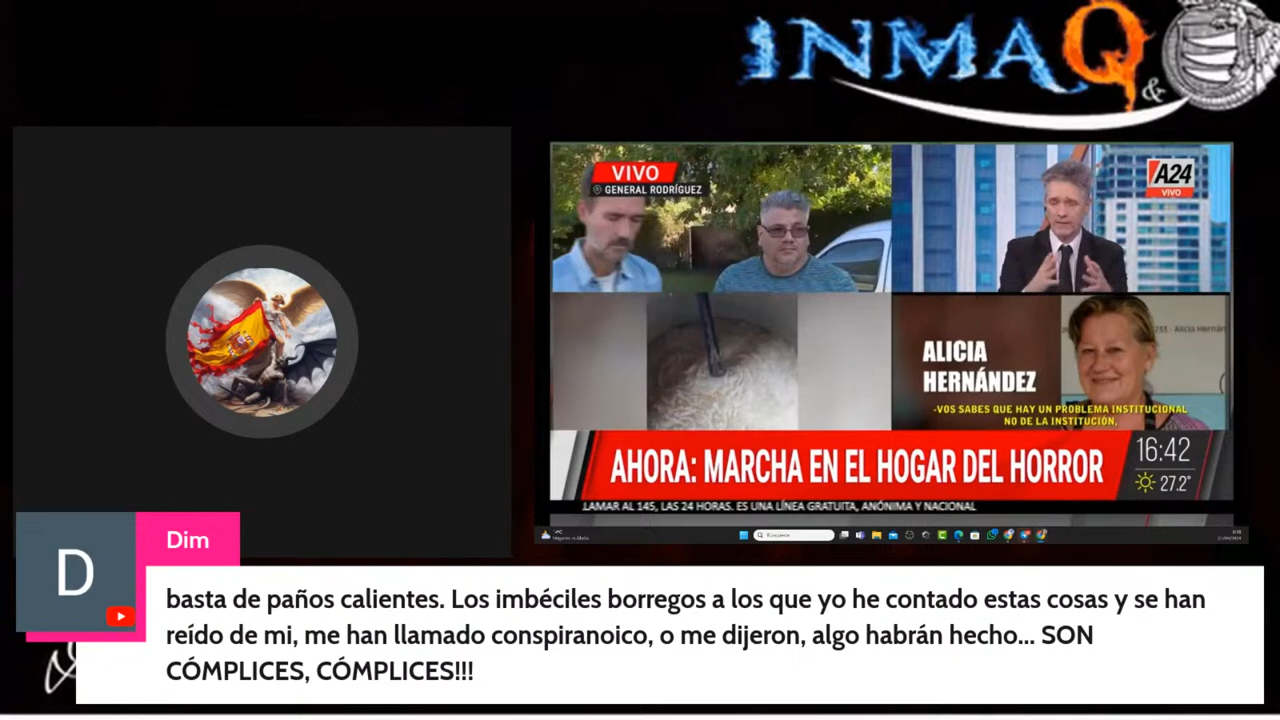 INMAQ &
VIVO
GENERAL RODRÍGUEZ
A24
VIVO
ALICIA
HERNÁNDEZ
-VOS SABES QUE HAY UN PROBLEMA INSTITUCIONAL
NO DE LA INSTITUCIÓN,
AHORA: MARCHA EN EL HOGAR DEL HORROR
16:42
27.2°
LAMAR AL 145, LAS 24 HORAS. ES UNA LÍNEA GRATUITA, ANÓNIMA Y NACIONAL
Dim
D
basta de paños calientes. Los imbéciles borregos a los que yo he contado estas cosas y se han
reído de mi, me han llamado conspiranoico, o me dijeron, algo habrán hecho... SON
CÓMPLICES, CÓMPLICES!!!